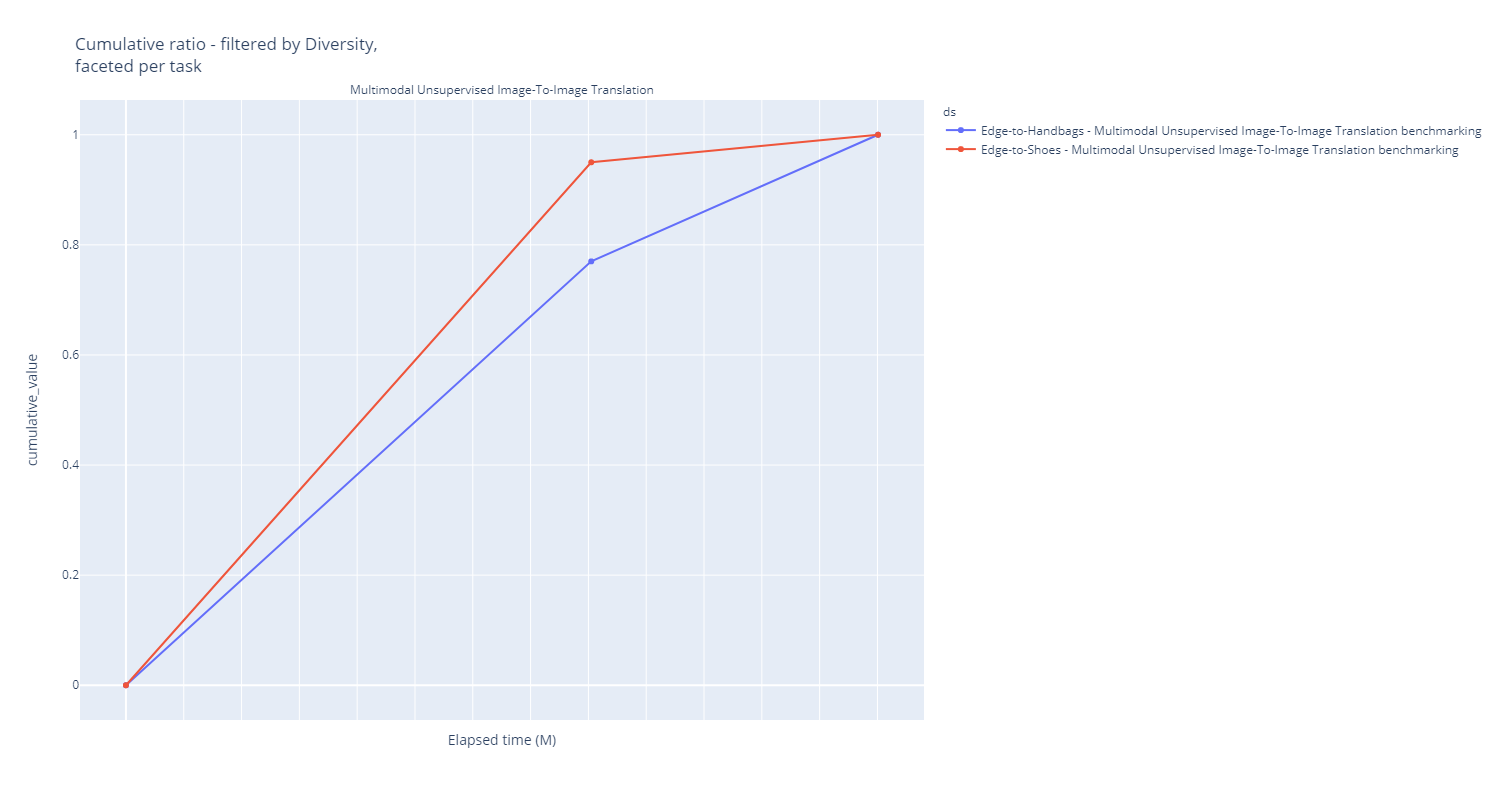 Cumulative ratio - filtered by Diversity,
faceted per task
Multimodal Unsupervised Image-To-Image Translation
ds
Edge-to-Handbags - Multimodal Unsupervised Image-To-Image Translation benchmarking
Edge-to-Shoes - Multimodal Unsupervised Image-To-Image Translation benchmarking
1
0.8
0.6
0.4
0.2
0
cumulative_value
Elapsed time (M)